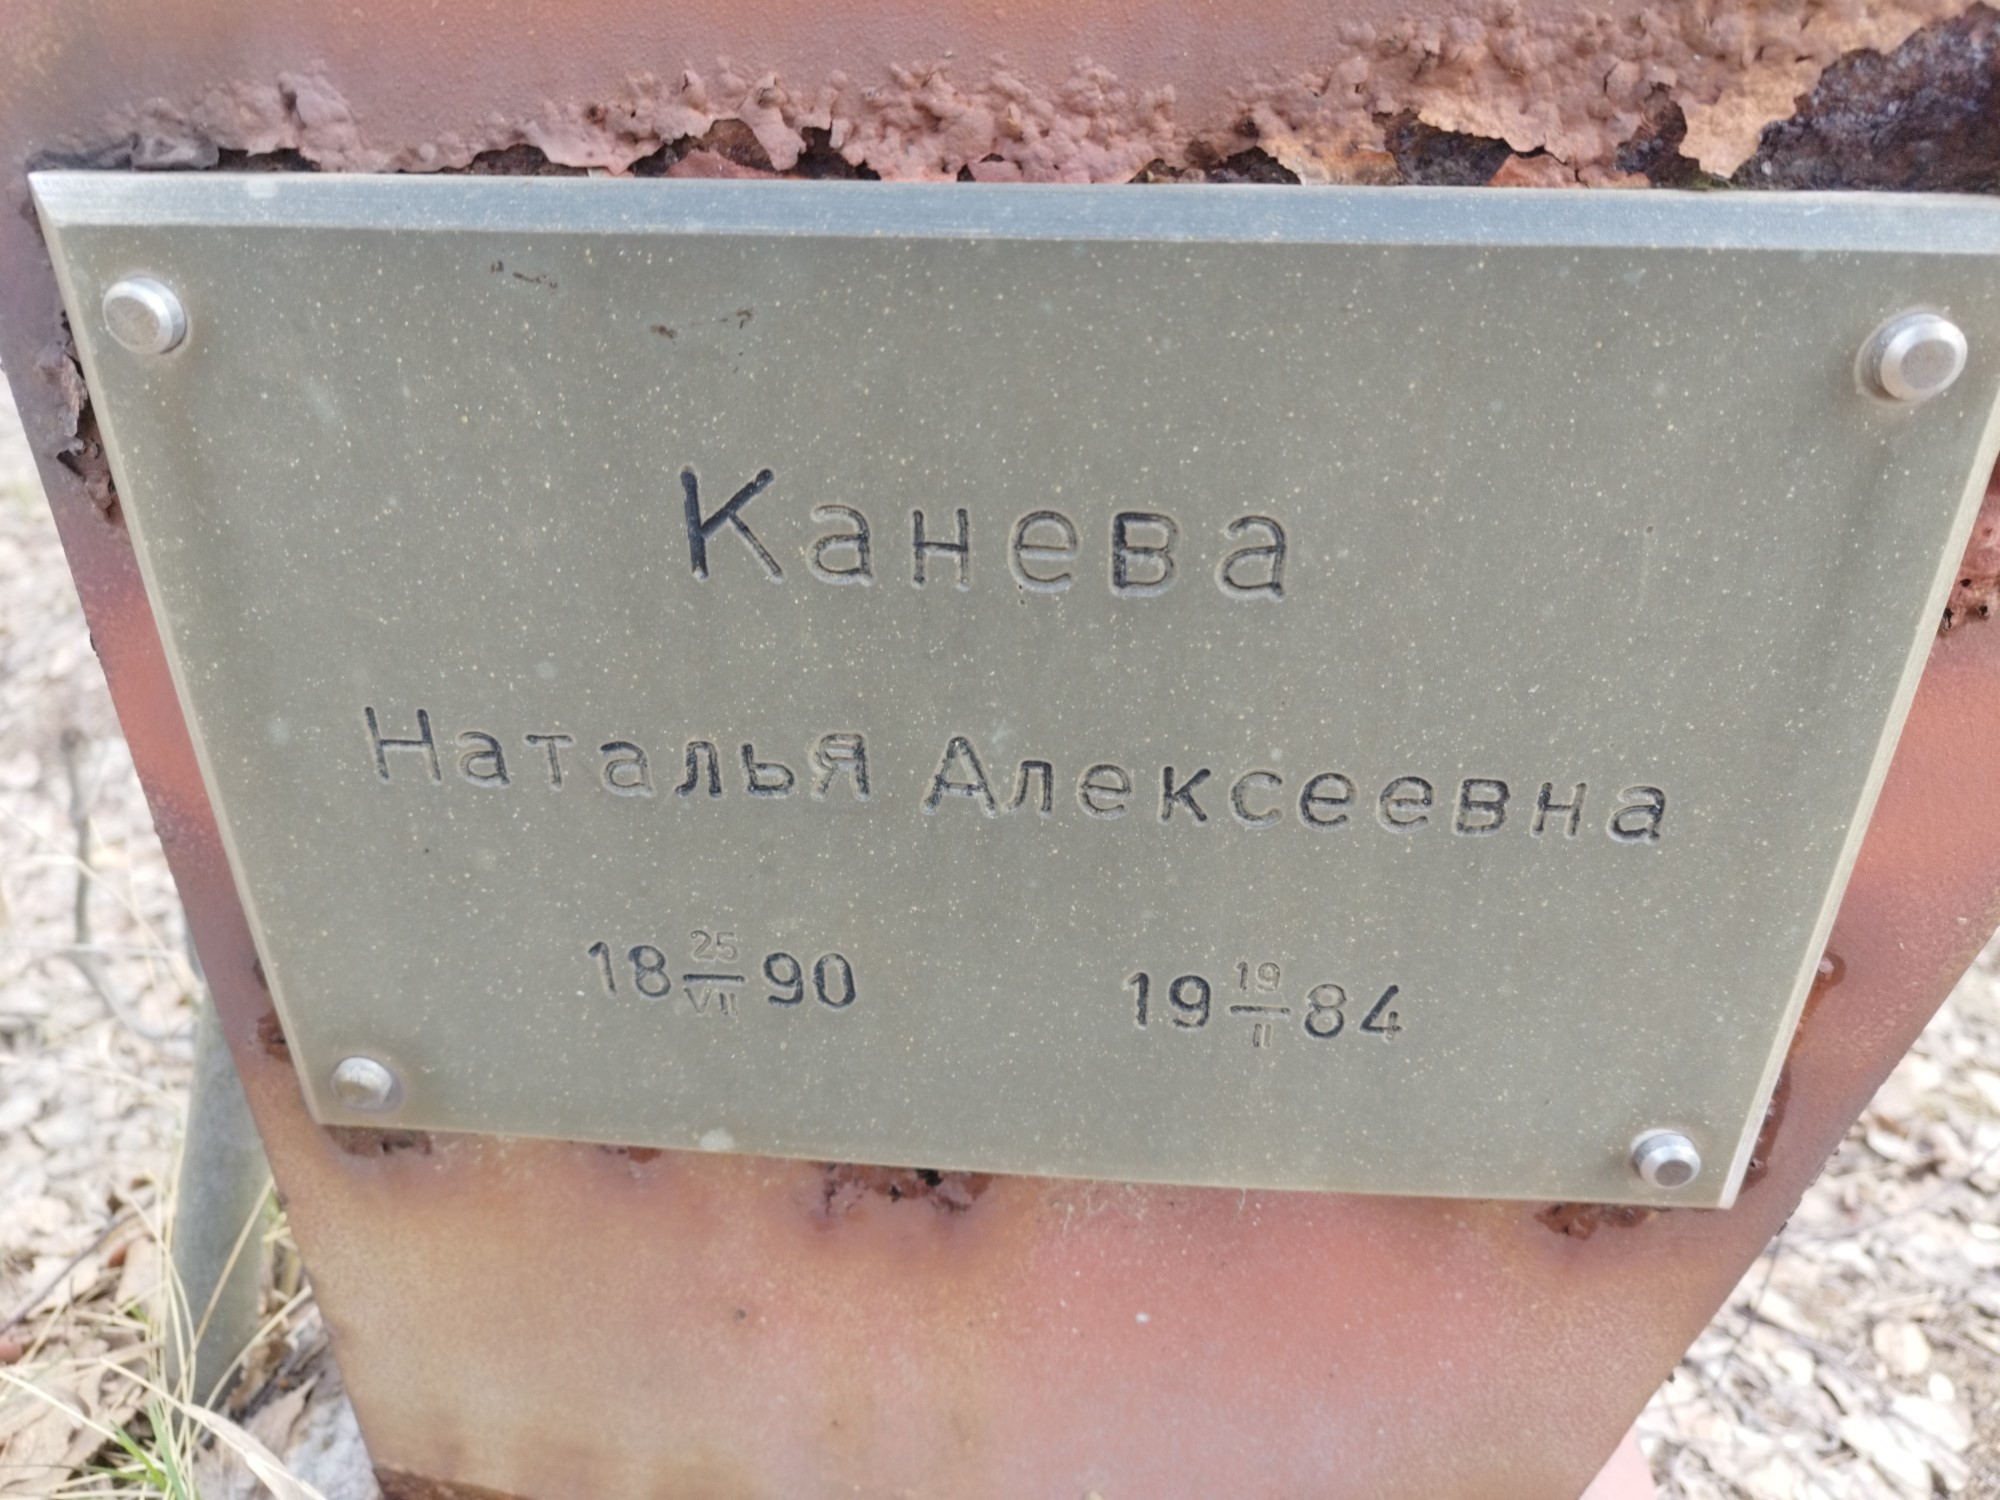 Канева
Наталья Алексеевна
18 25/VII 90 19 19/II 84